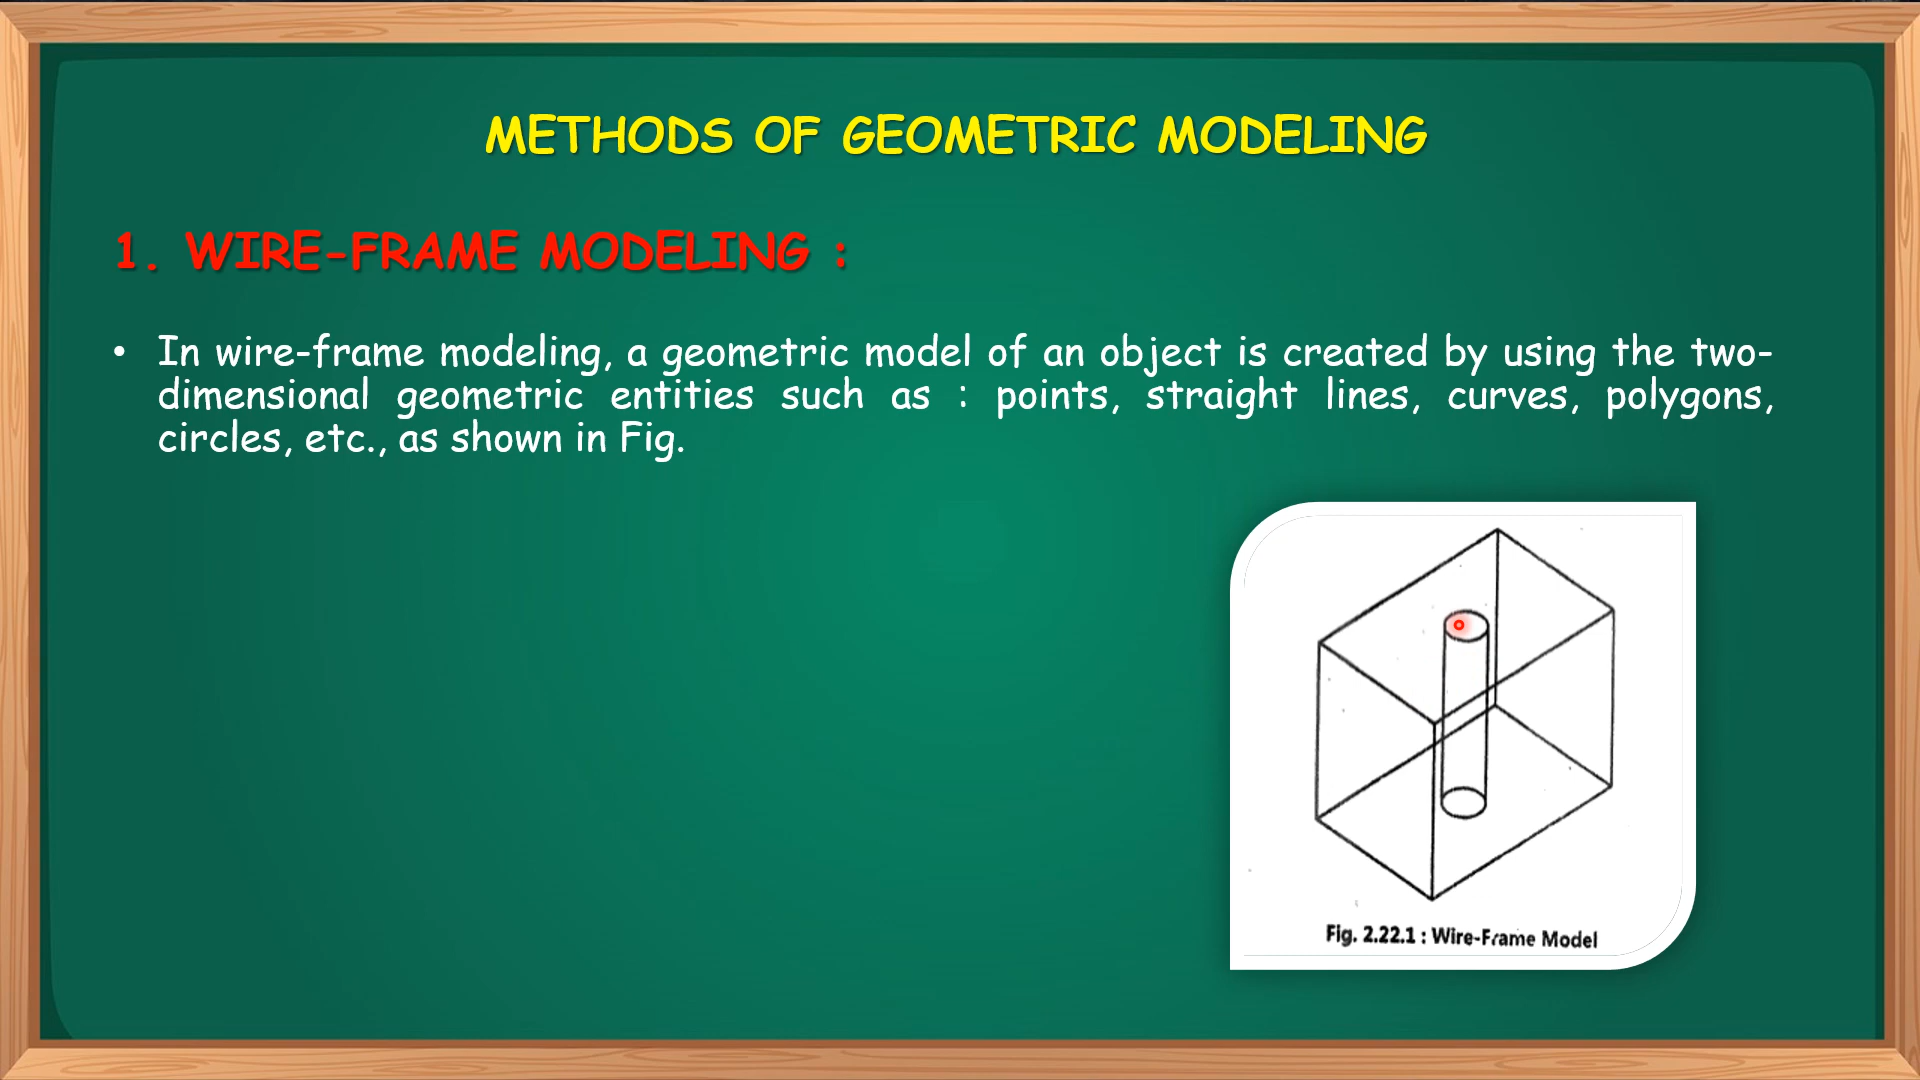 METHODS OF GEOMETRIC MODELING
1. WIRE-FRAME MODELING :
• In wire-frame modeling, a geometric model of an object is created by using the two-
dimensional geometric entities such as : points, straight lines, curves, polygons,
circles, etc., as shown in Fig.
Fig. 2.22.1 : Wire-Frame Model